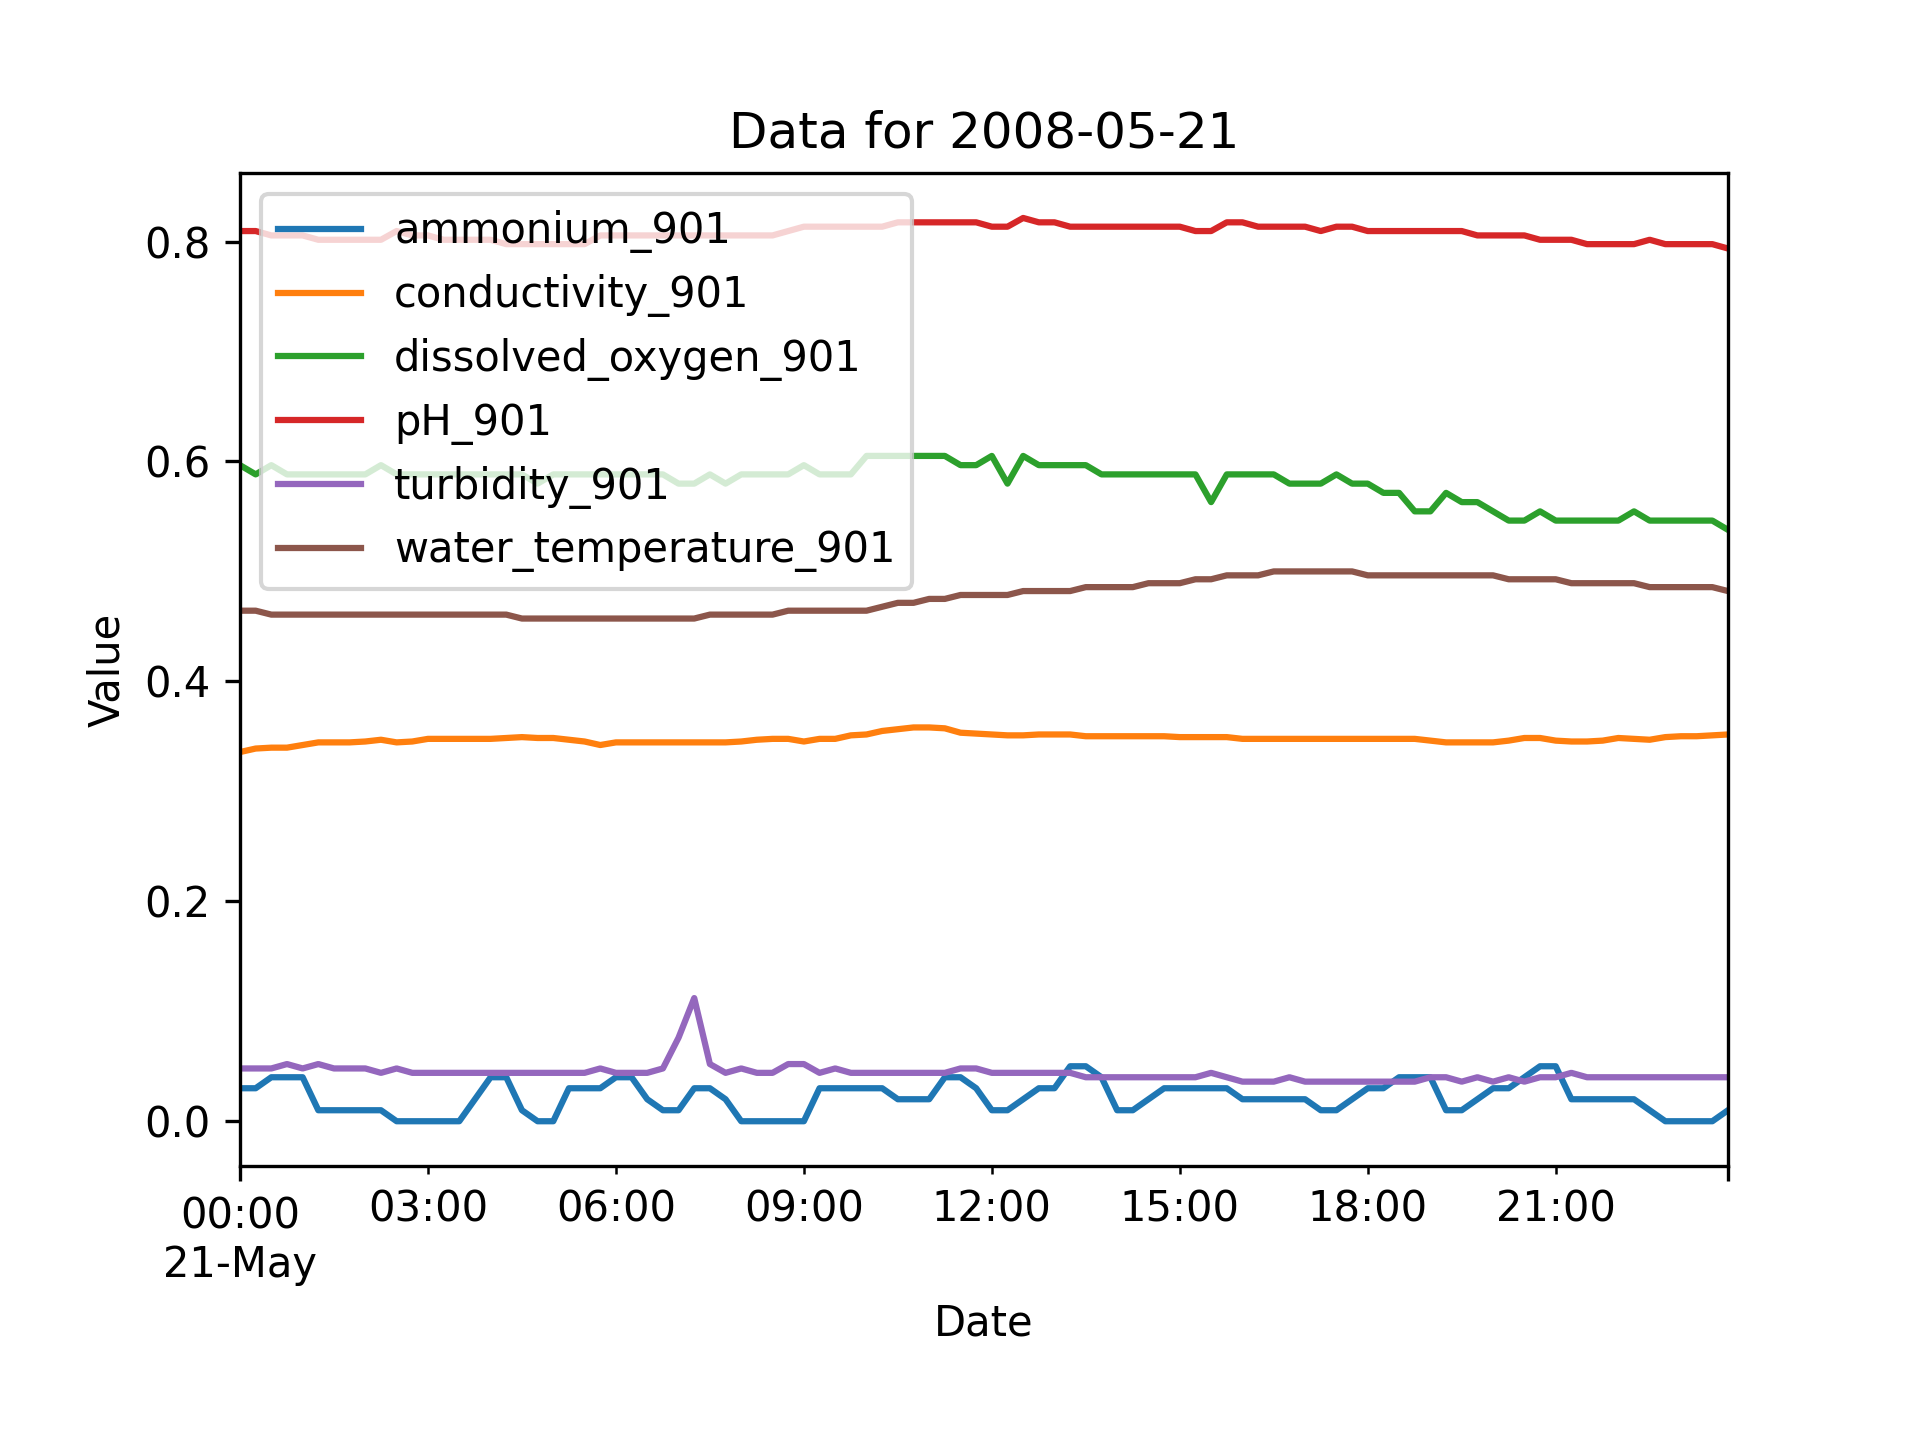 Data for 2008-05-21
ammonium_901
conductivity_901
dissolved_oxygen_901
pH_901
turbidity_901
water_temperature_901
Value
0.8
0.6
0.4
0.2
0.0
00:00 03:00 06:00 09:00 12:00 15:00 18:00 21:00
21-May
Date